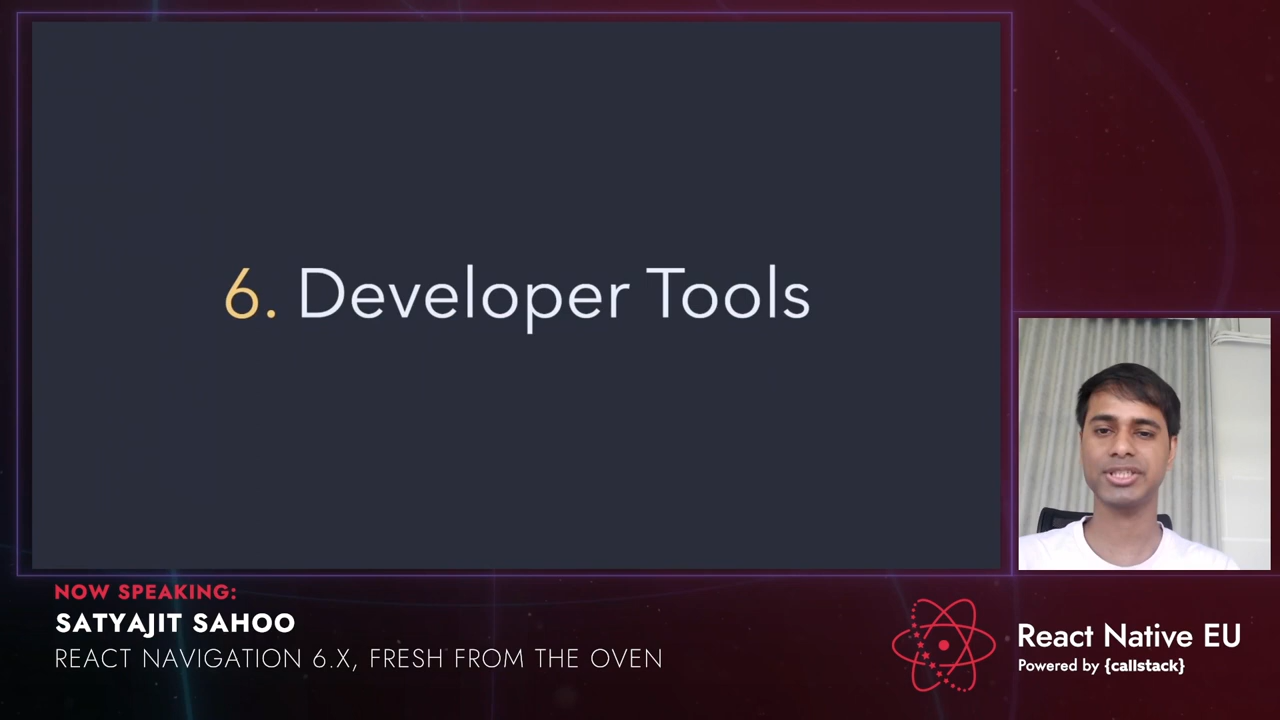 6. Developer Tools
NOW SPEAKING:
SATYAJIT SAHOO
REACT NAVIGATION 6.X, FRESH FROM THE OVEN
React Native EU
Powered by {callstack}